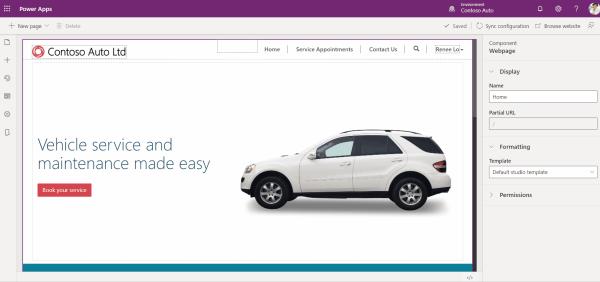 Power Apps
Environment
Contoso Auto
?
+ New page
Delete
Saved
Sync configuration
Browse website
Contoso Auto Ltd
Home
Service Appointments
Contact Us
Renee Lo
Vehicle service and
maintenance made easy
Book your service
Component
Webpage
Display
Name
Home
Partial URL
/
Formatting
Template
Default studio template
Permissions
</>